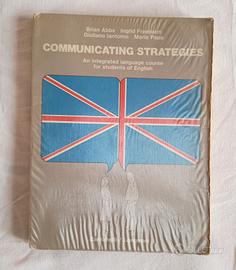 Brian Abbs Ingrid Freebairn
Giuliano Iantorno Mario Papa
COMMUNICATING STRATEGIES
An integrated language course
for students of English